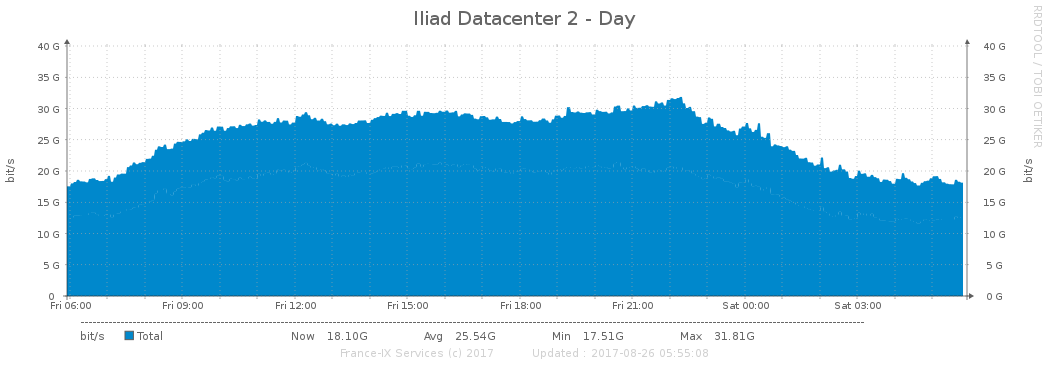 Iliad Datacenter 2 - Day
RRDTOOL / TOBI OETIKER
40 G 40 G
35 G 35 G
30 G 30 G
25 G 25 G
20 G 20 G
15 G 15 G
10 G 10 G
5 G 5 G
0 0 G
bit/s bit/s
Fri 06:00 Fri 09:00 Fri 12:00 Fri 15:00 Fri 18:00 Fri 21:00 Sat 00:00 Sat 03:00
bit/s Total Now 18.10G Avg 25.54G Min 17.51G Max 31.81G
France-IX Services (c) 2017 Updated : 2017-08-26 05:55:08